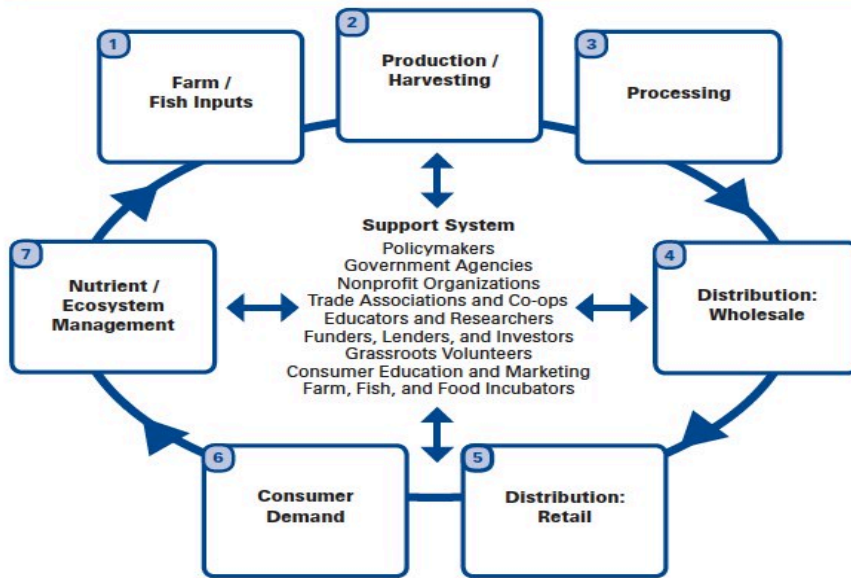 1
Farm /
Fish Inputs
2
Production /
Harvesting
3
Processing
4
Distribution:
Wholesale
5
Distribution:
Retail
6
Consumer
Demand
7
Nutrient /
Ecosystem
Management
Support System
Policymakers
Government Agencies
Nonprofit Organizations
Trade Associations and Co-ops
Educators and Researchers
Funders, Lenders, and Investors
Grassroots Volunteers
Consumer Education and Marketing
Farm, Fish, and Food Incubators